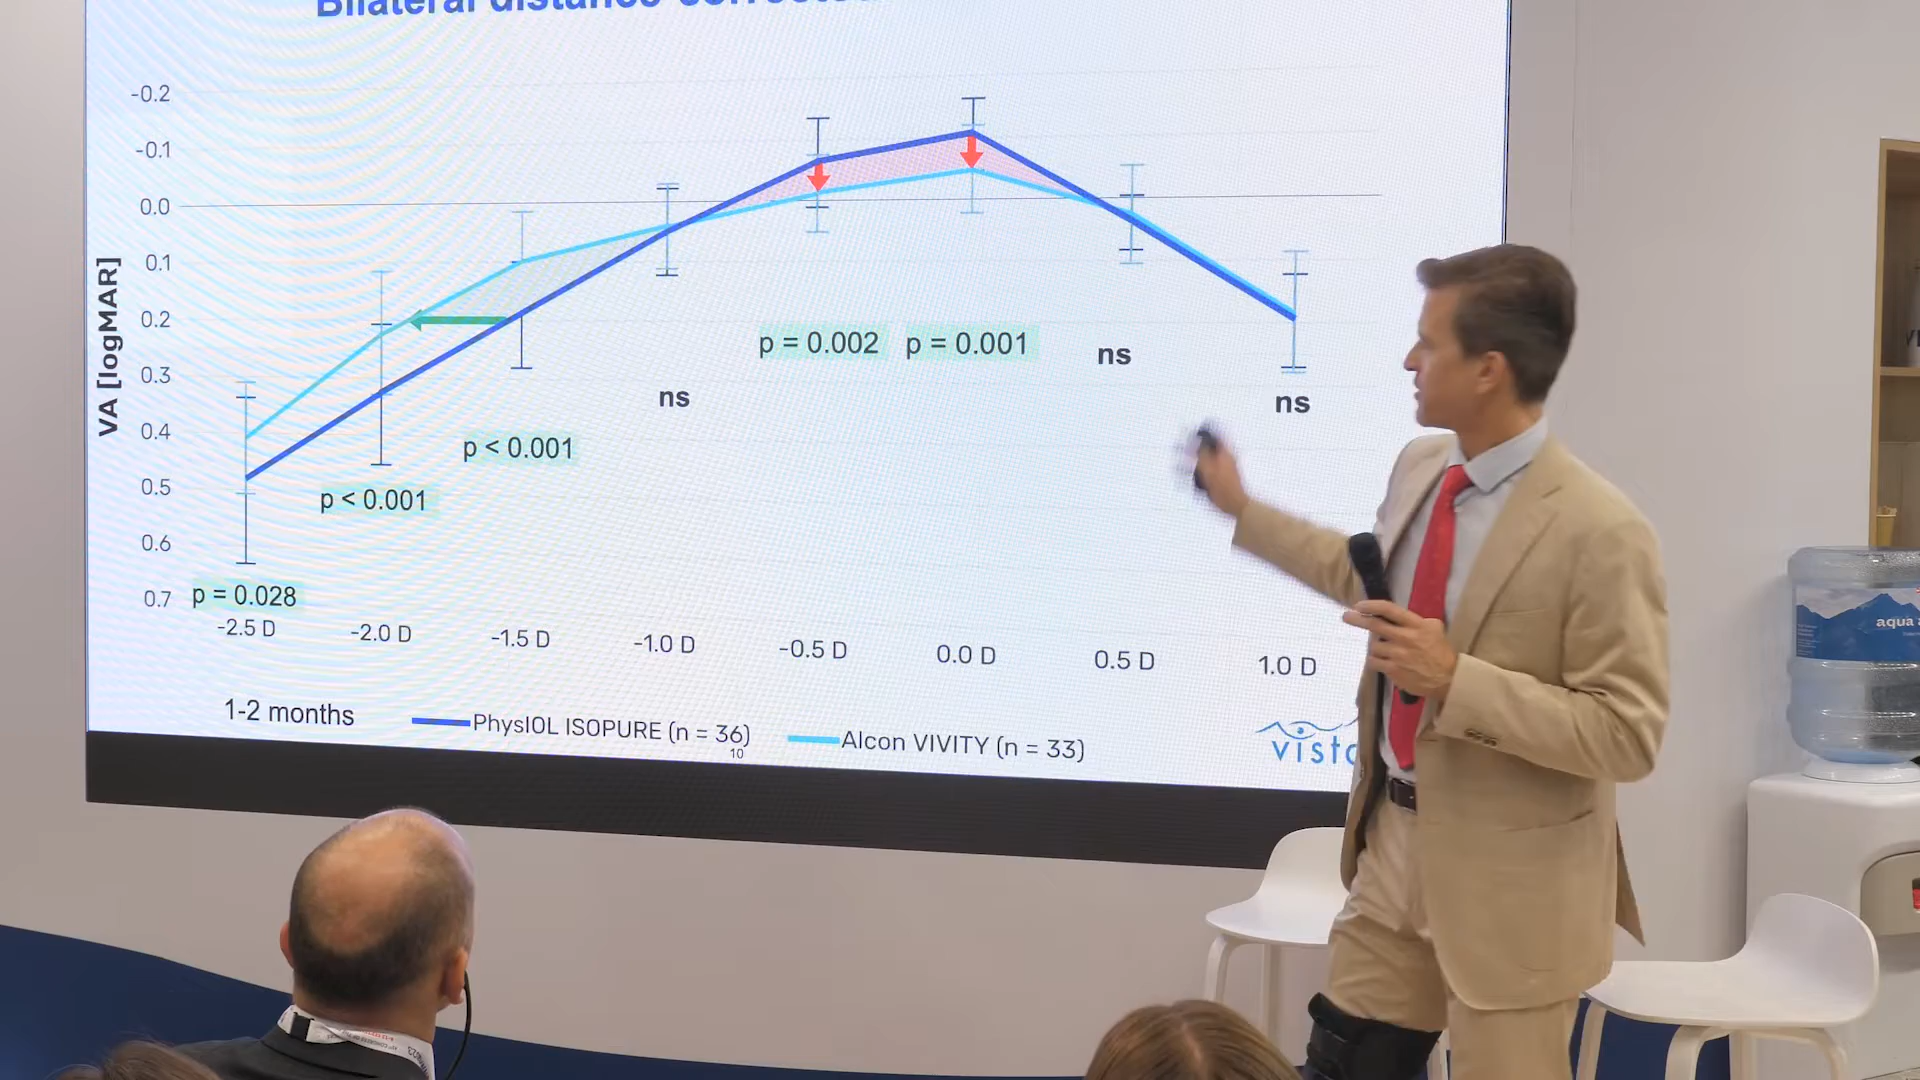 Bilateral distance
-0.2
-0.1
0.0
0.1
0.2
0.3
0.4
0.5
0.6
0.7
VA [logMAR]
p = 0.002
p = 0.001
ns
ns
ns
p < 0.001
p < 0.001
p = 0.028
-2.5 D
-2.0 D
-1.5 D
-1.0 D
-0.5 D
0.0 D
0.5 D
1.0 D
1-2 months
PhysIOL ISOPURE (n = 36)
Alcon VIVITY (n = 33)
10
vista
aqua